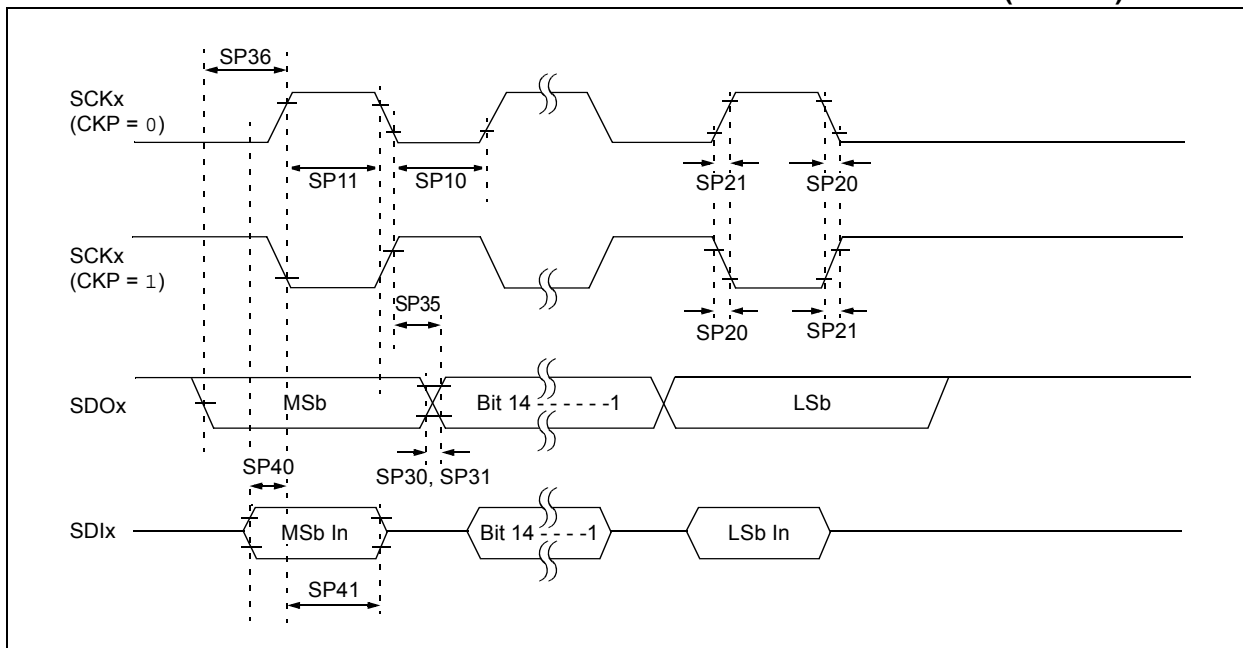 SP36
SCKx
(CKP = 0)
SP11
SP10
SP21
SP20
SCKx
(CKP = 1)
SP35
SP20
SP21
SDOx
MSb
Bit 14 - - - - - -1
LSb
SP40
SP30, SP31
SDIx
MSb In
Bit 14 - - - -1
LSb In
SP41